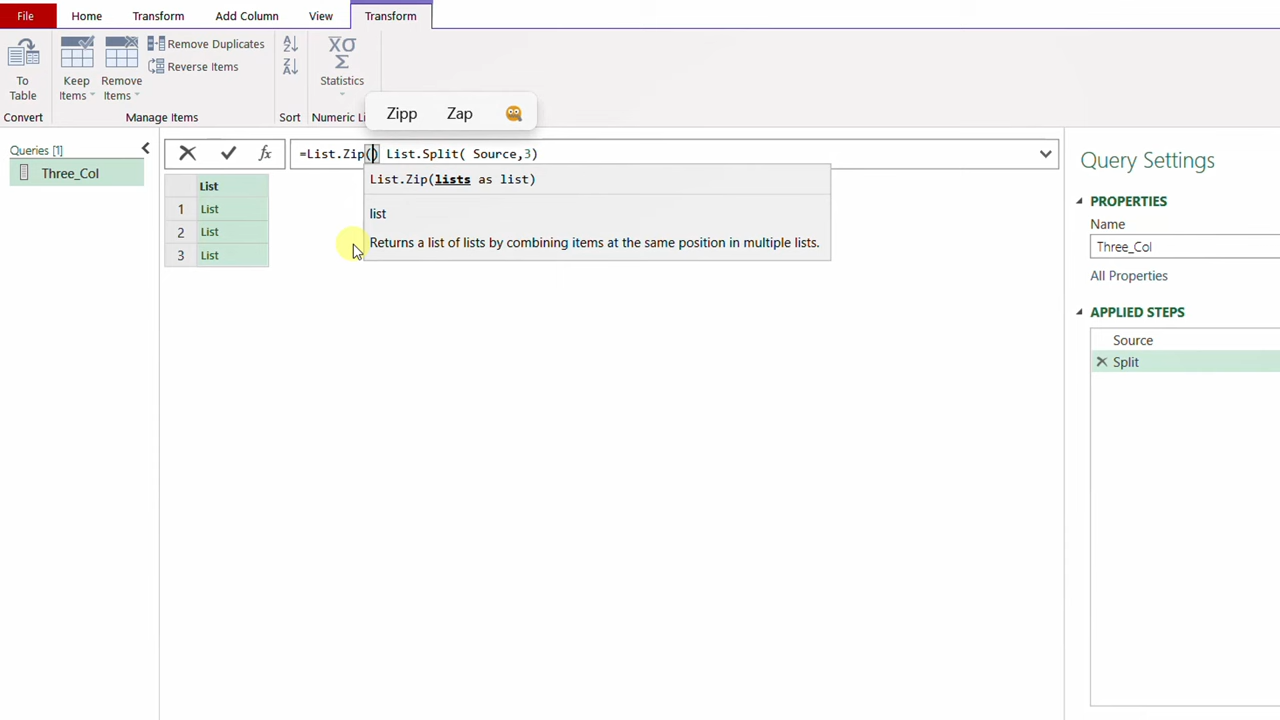 File Home Transform Add Column View Transform
To Table
Keep Items
Remove Items
Remove Duplicates
Reverse Items
Statistics
Convert Manage Items Sort Numeric Li
Zipp Zap
Queries [1]
Three_Col
fx =List.Zip() List.Split( Source,3)
List.Zip(lists as list)
list
Returns a list of lists by combining items at the same position in multiple lists.
List
1 List
2 List
3 List
Query Settings
PROPERTIES
Name
Three_Col
All Properties
APPLIED STEPS
Source
Split